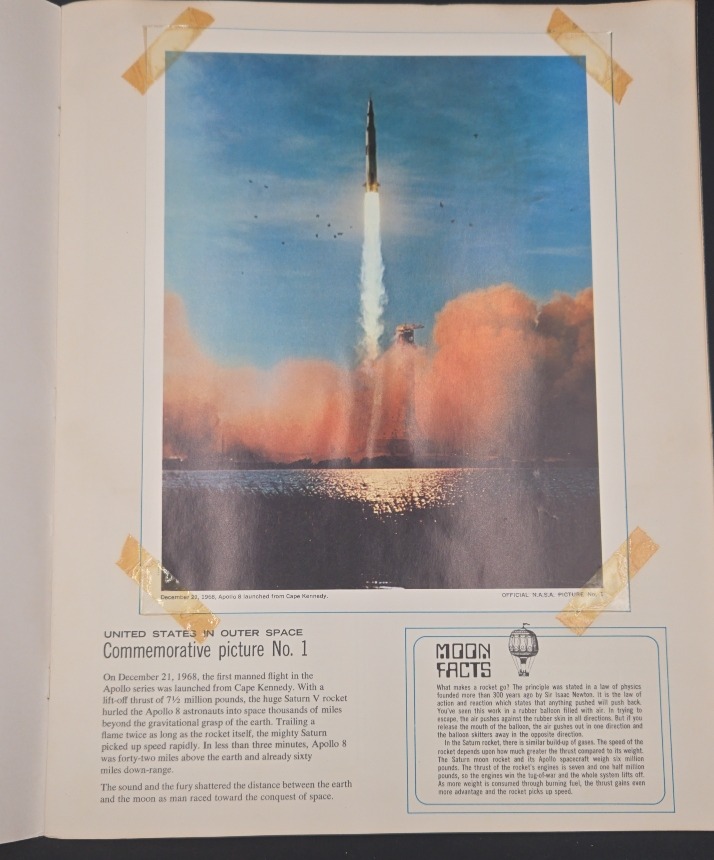 December 21, 1968, Apollo 8 launched from Cape Kennedy.
OFFICIAL N.A.S.A. PICTURE No. 1
UNITED STATES IN OUTER SPACE
Commemorative picture No. 1
On December 21, 1968, the first manned flight in the
Apollo series was launched from Cape Kennedy. With a
lift-off thrust of 7½ million pounds, the huge Saturn V rocket
hurled the Apollo 8 astronauts into space thousands of miles
beyond the gravitational grasp of the earth. Trailing a
flame twice as long as the rocket itself, the mighty Saturn
picked up speed rapidly. In less than three minutes, Apollo 8
was forty-two miles above the earth and already sixty
miles down-range.
The sound and the fury shattered the distance between the earth
and the moon as man raced toward the conquest of space.
MOON
FACTS
What makes a rocket go? The principle was stated in a law of physics
founded more than 300 years ago by Sir Isaac Newton. It is the law of
action and reaction which states that anything pushed will push back.
You've seen this work in a rubber balloon filled with air. In trying to
escape, the air pushes against the rubber skin in all directions. But if you
release the mouth of the balloon, the air gushes out in one direction and
the balloon skitters away in the opposite direction.
In the Saturn rocket, there is similar build-up of gases. The speed of the
rocket depends upon how much greater the thrust compared to its weight.
The Saturn moon rocket and its Apollo spacecraft weigh six million
pounds. The thrust of the rocket's engines is seven and one half million
pounds, so the engines win the tug-of-war and the whole system lifts off.
As more weight is consumed through burning fuel, the thrust gains even
more advantage and the rocket picks up speed.